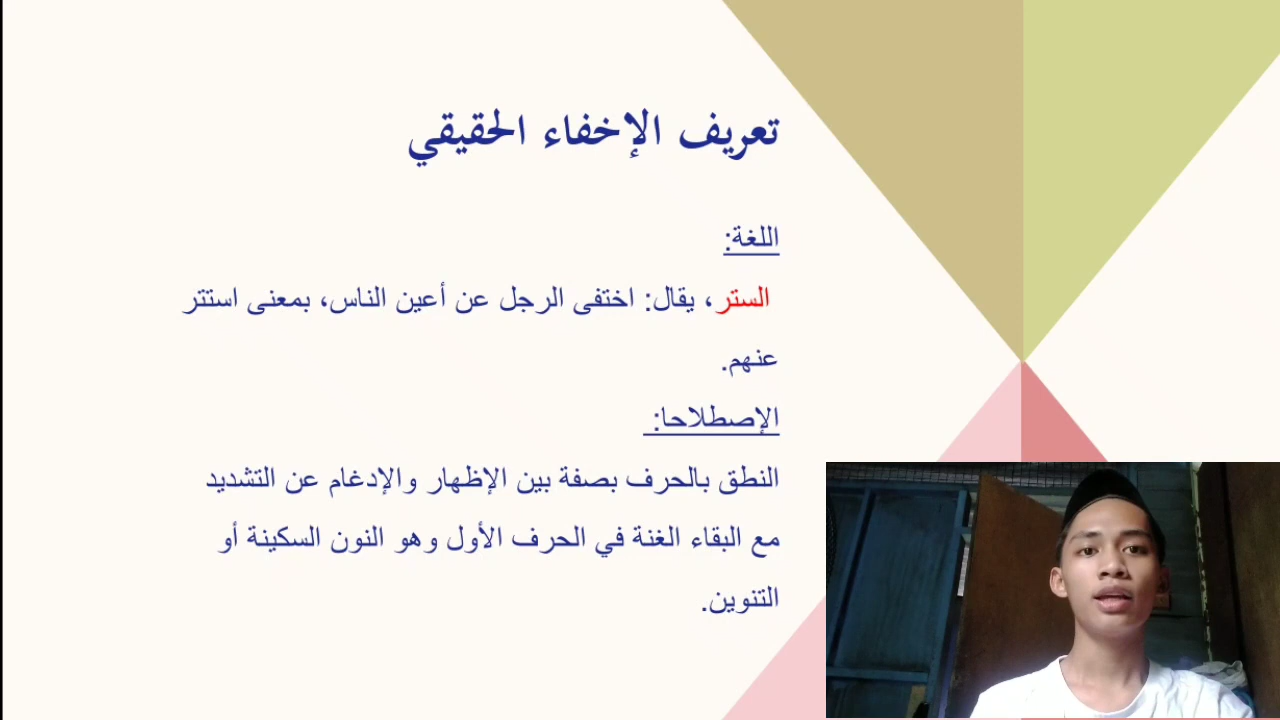 تعريف الإخفاء الحقيقي
اللغة:
الستر، يقال: اختفى الرجل عن أعين الناس، بمعنى استتر
عنهم.
الإصطلاحا:
النطق بالحرف بصفة بين الإظهار والإدغام عن التشديد
مع البقاء الغنة في الحرف الأول وهو النون السكينة أو
التنوين.